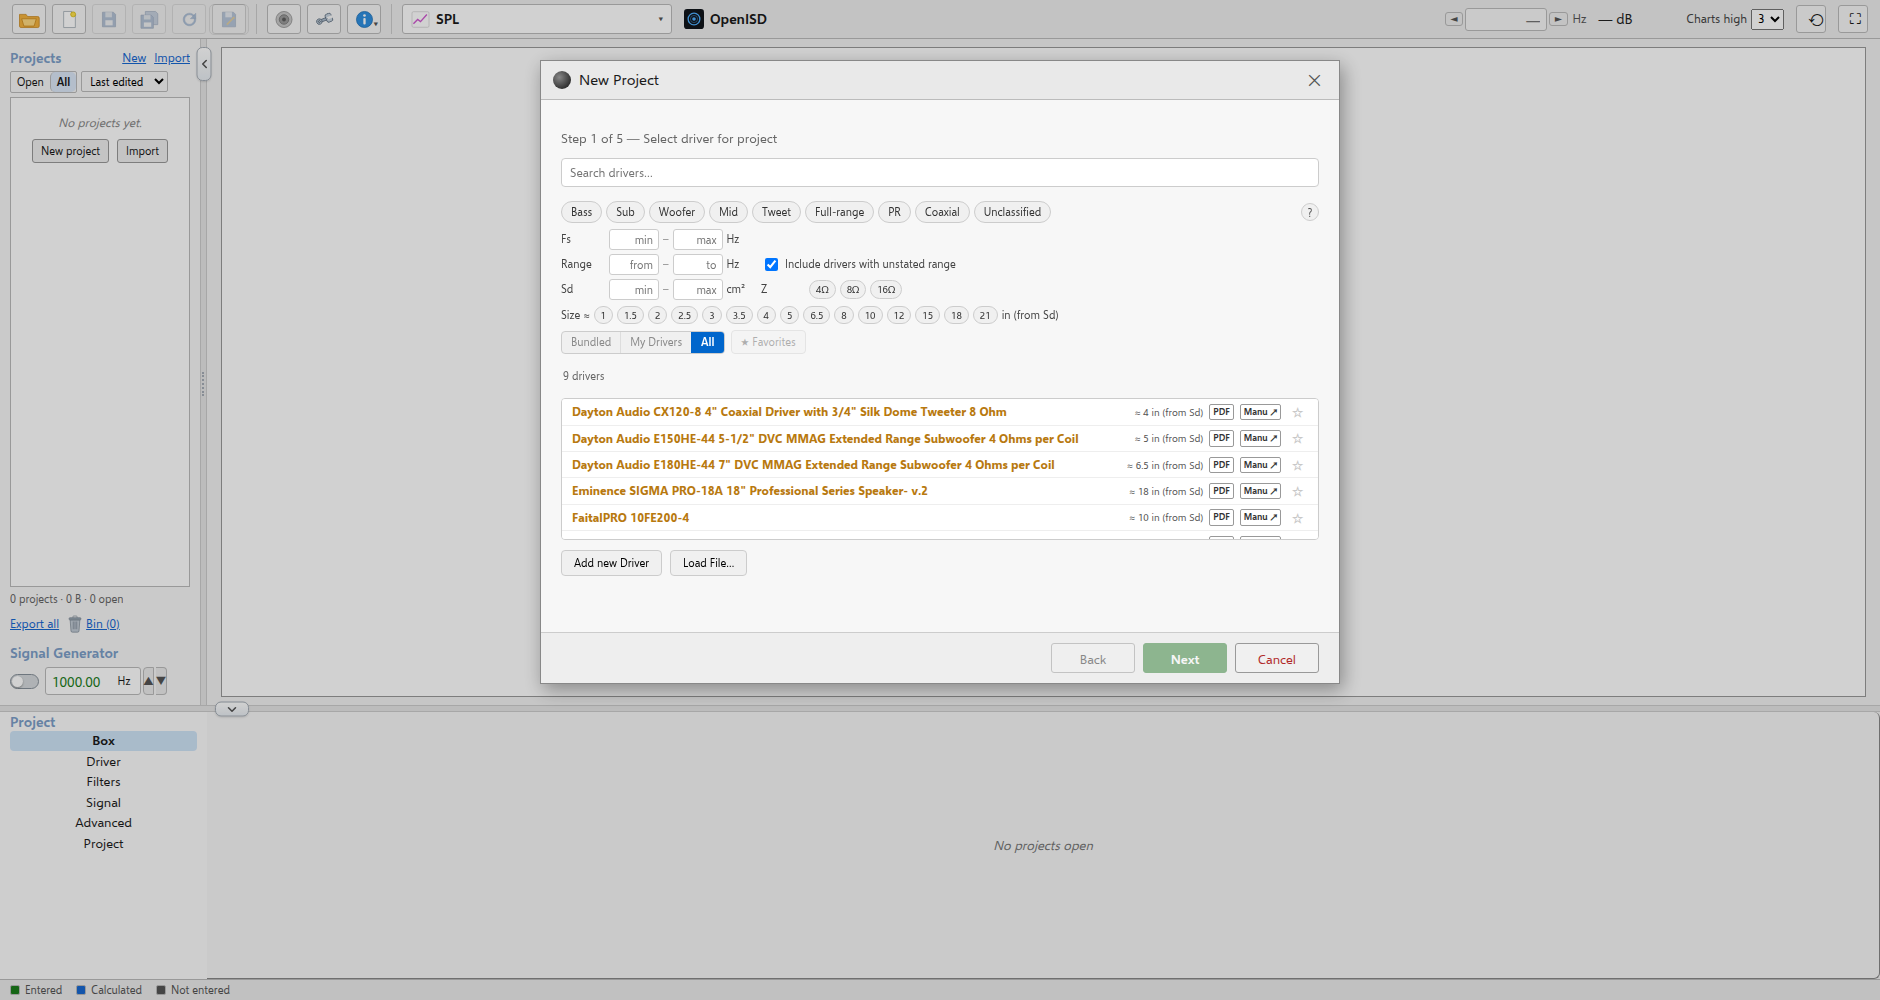 SPL
OpenISD
— Hz — dB
Charts high 3
Projects New Import
Open All Last edited
No projects yet.
New project Import
0 projects · 0 B · 0 open
Export all Bin (0)
Signal Generator
1000.00 Hz
New Project
Step 1 of 5 — Select driver for project
Search drivers...
Bass Sub Woofer Mid Tweet Full-range PR Coaxial Unclassified ?
Fs min – max Hz
Range from – to Hz Include drivers with unstated range
Sd min – max cm² Z 4Ω 8Ω 16Ω
Size ≈ 1 1.5 2 2.5 3 3.5 4 5 6.5 8 10 12 15 18 21 in (from Sd)
Bundled My Drivers All ★ Favorites
9 drivers
Dayton Audio CX120-8 4" Coaxial Driver with 3/4" Silk Dome Tweeter 8 Ohm ≈ 4 in (from Sd) PDF Manu ↗ ☆
Dayton Audio E150HE-44 5-1/2" DVC MMAG Extended Range Subwoofer 4 Ohms per Coil ≈ 5 in (from Sd) PDF Manu ↗ ☆
Dayton Audio E180HE-44 7" DVC MMAG Extended Range Subwoofer 4 Ohms per Coil ≈ 6.5 in (from Sd) PDF Manu ↗ ☆
Eminence SIGMA PRO-18A 18" Professional Series Speaker- v.2 ≈ 18 in (from Sd) PDF Manu ↗ ☆
FaitalPRO 10FE200-4 ≈ 10 in (from Sd) PDF Manu ↗ ☆
Add new Driver Load File...
Back Next Cancel
Project
Box
Driver
Filters
Signal
Advanced
Project
No projects open
Entered Calculated Not entered